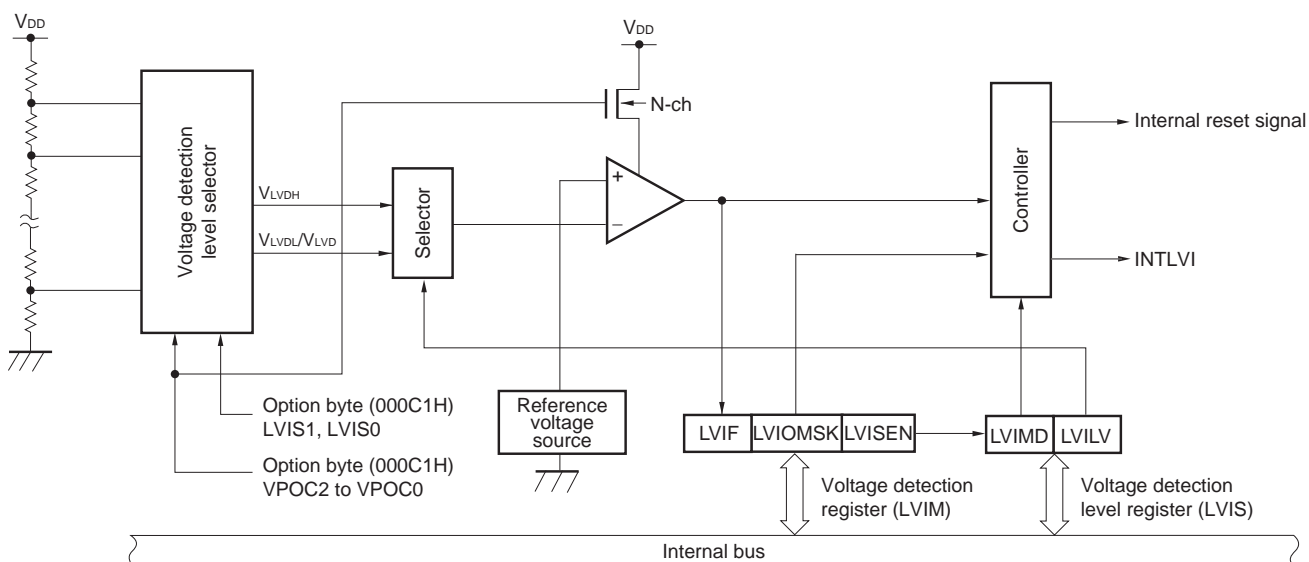 VDD
VDD
N-ch
Voltage detection
level selector
VLVDH
VLVDL/VLVD
Selector
+
−
Controller
Internal reset signal
INTLVI
Option byte (000C1H)
LVIS1, LVIS0
Option byte (000C1H)
VPOC2 to VPOC0
Reference
voltage
source
LVIF LVIOMSK LVISEN
LVIMD LVILV
Voltage detection
register (LVIM)
Voltage detection
level register (LVIS)
Internal bus